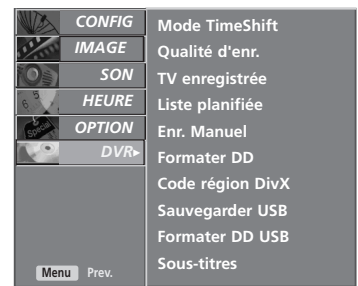 CONFIG
IMAGE
SON
HEURE
OPTION
DVR►
Menu Prev.
Mode TimeShift
Qualité d'enr.
TV enregistrée
Liste planifiée
Enr. Manuel
Formater DD
Code région DivX
Sauvegarder USB
Formater DD USB
Sous-titres